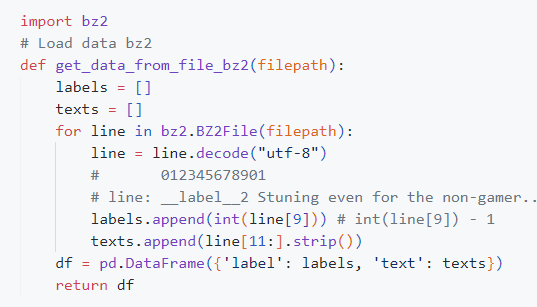 import bz2
# Load data bz2
def get_data_from_file_bz2(filepath):
    labels = []
    texts = []
    for line in bz2.BZ2File(filepath):
        line = line.decode("utf-8")
        #       012345678901
        # line: __label__2 Stuning even for the non-gamer..
        labels.append(int(line[9])) # int(line[9]) - 1
        texts.append(line[11:].strip())
    df = pd.DataFrame({'label': labels, 'text': texts})
    return df